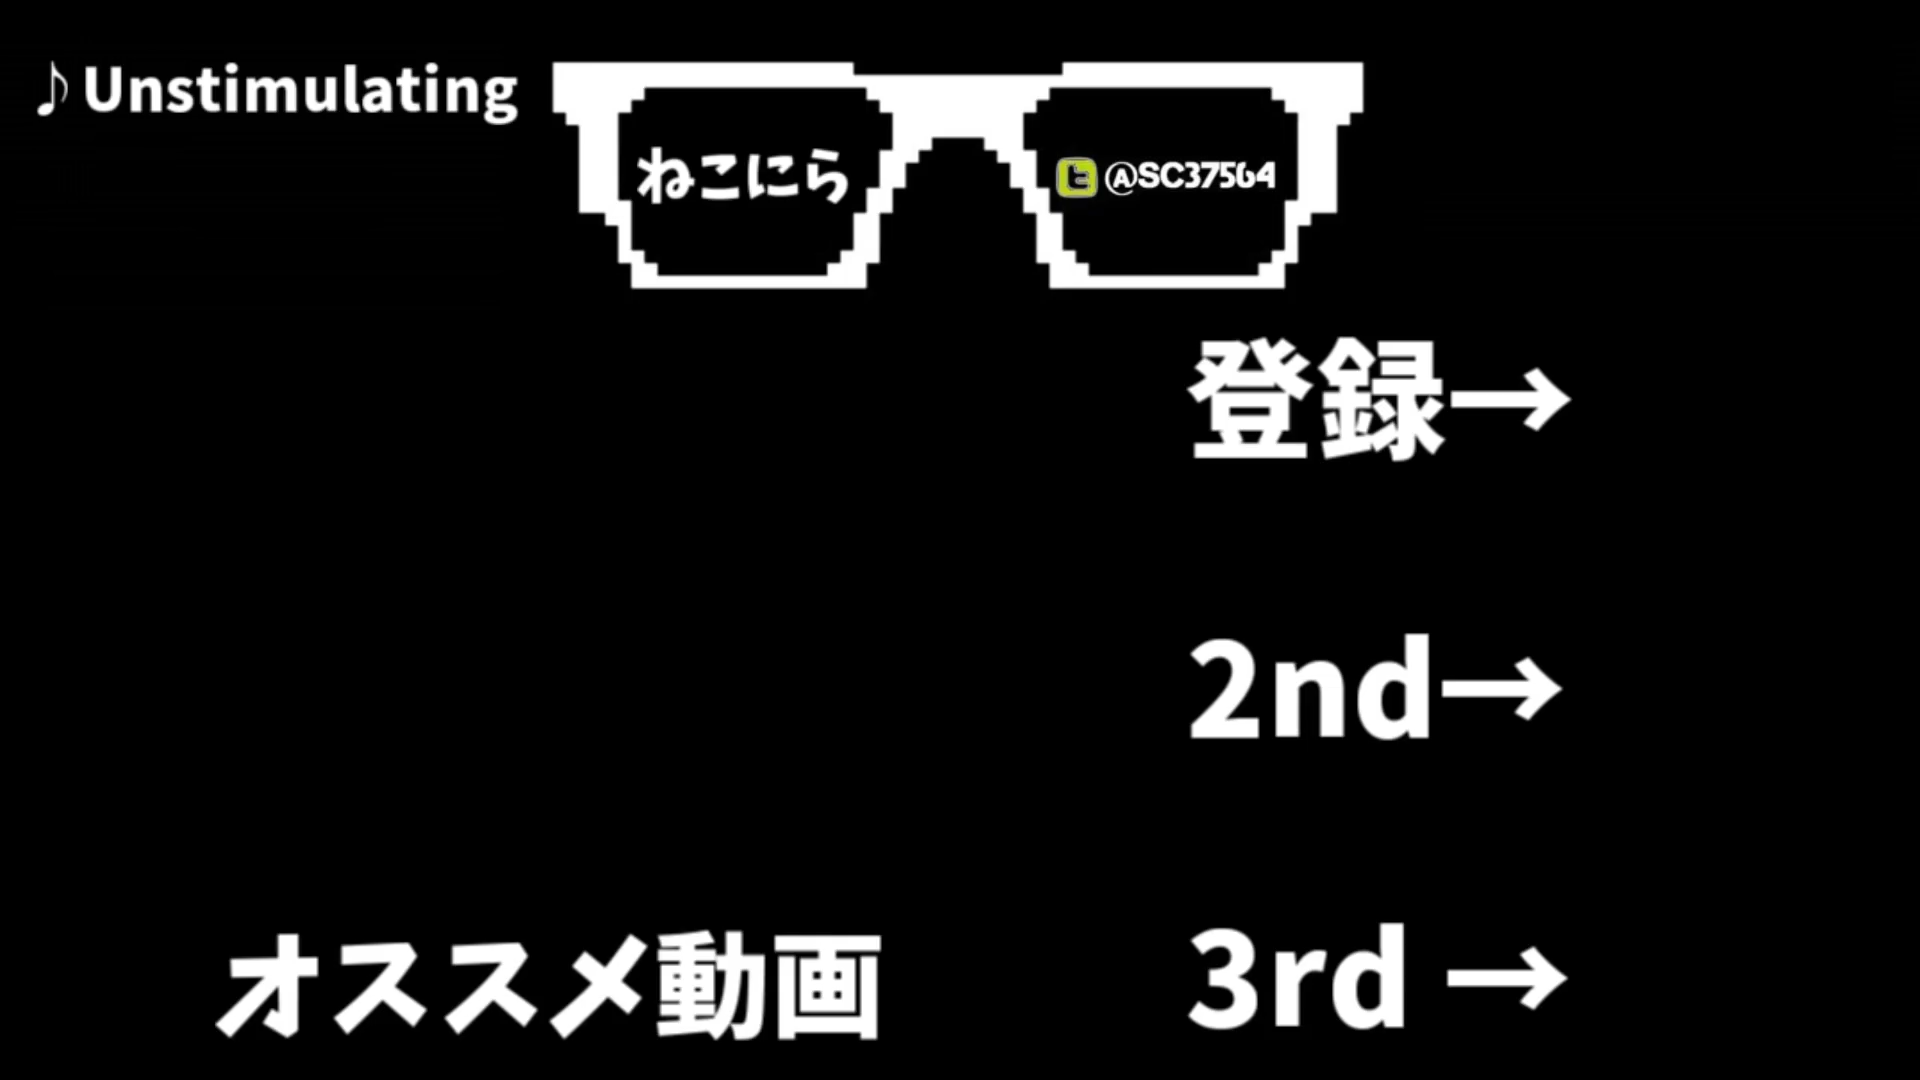 ♪Unstimulating
ねこにら
@SC37564
登録→
2nd→
オススメ動画
3rd→